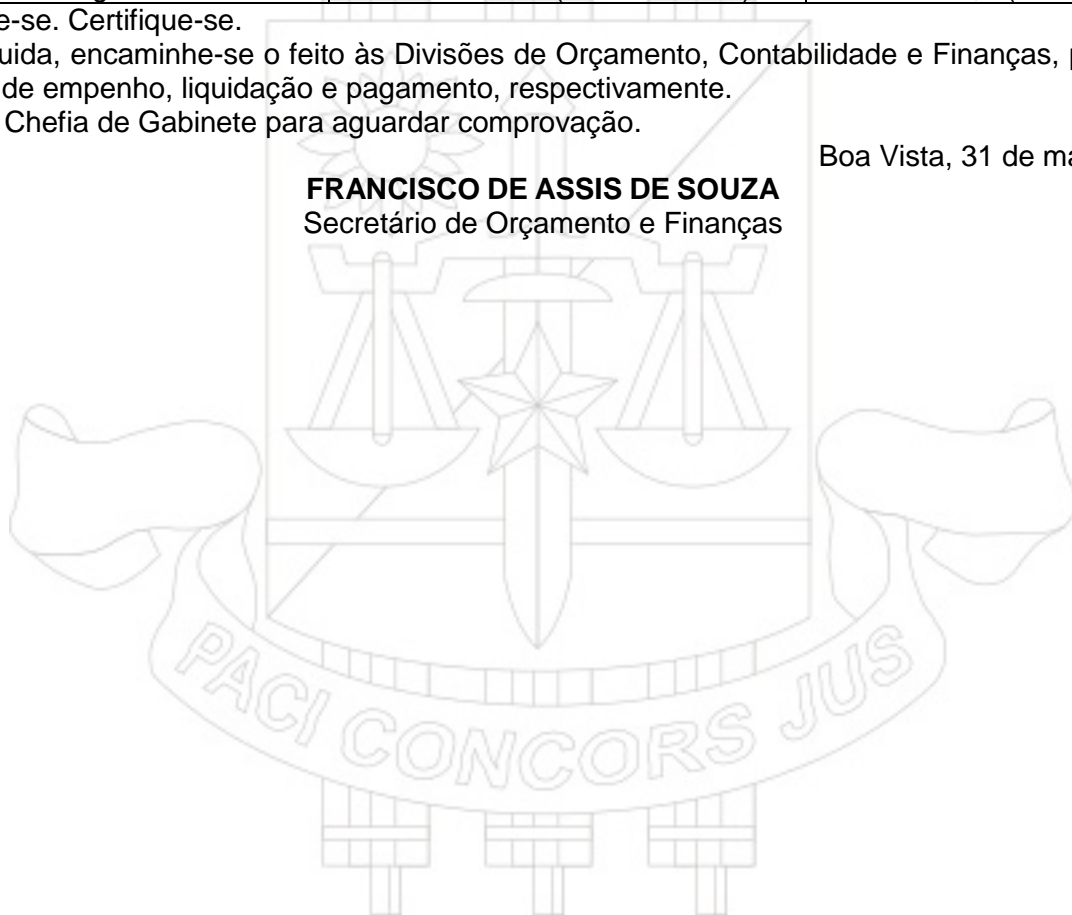 e-se. Certifique-se.
uida, encaminhe-se o feito às Divisões de Orçamento, Contabilidade e Finanças, p
de empenho, liquidação e pagamento, respectivamente.
Chefia de Gabinete para aguardar comprovação.
Boa Vista, 31 de ma
FRANCISCO DE ASSIS DE SOUZA
Secretário de Orçamento e Finanças
PACI CONCORS JUS